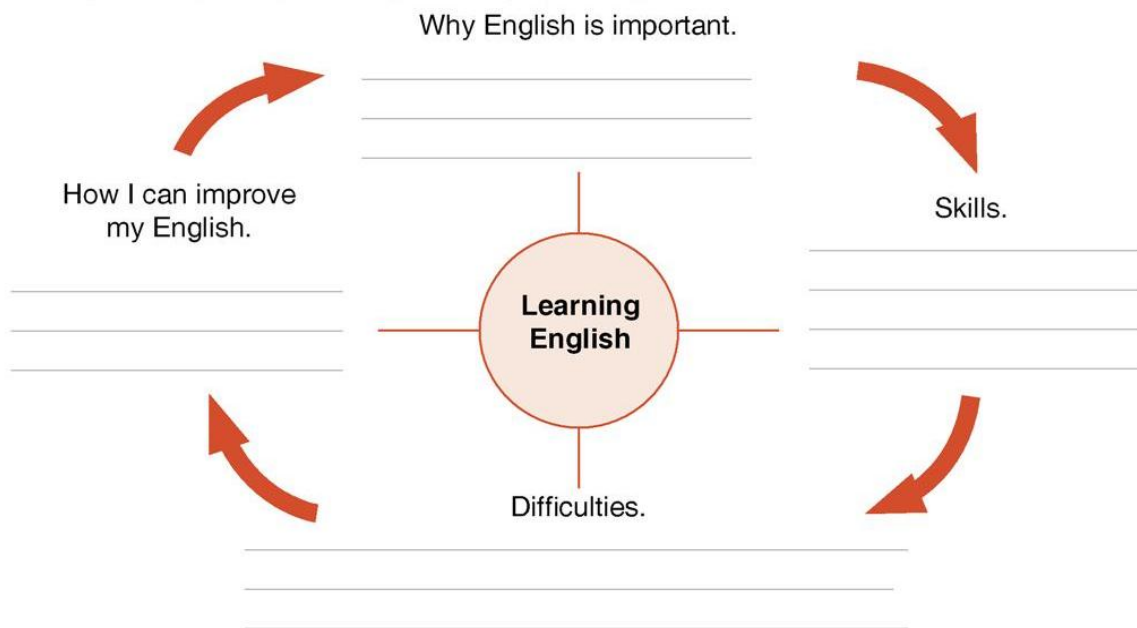 Why English is important.
How I can improve
my English.
Skills.
Learning
English
Difficulties.